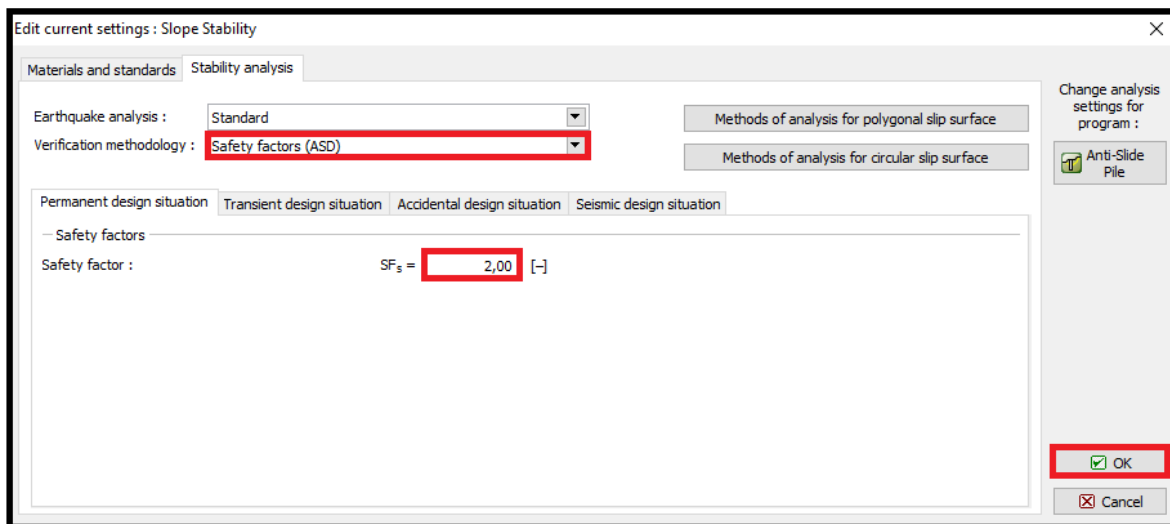 Edit current settings : Slope Stability
Materials and standards Stability analysis
Earthquake analysis : Standard
Verification methodology : Safety factors (ASD)
Methods of analysis for polygonal slip surface
Methods of analysis for circular slip surface
Change analysis
settings for
program :
Anti-Slide
Pile
Permanent design situation Transient design situation Accidental design situation Seismic design situation
Safety factors
Safety factor : SFs = 2,00 [–]
OK
Cancel